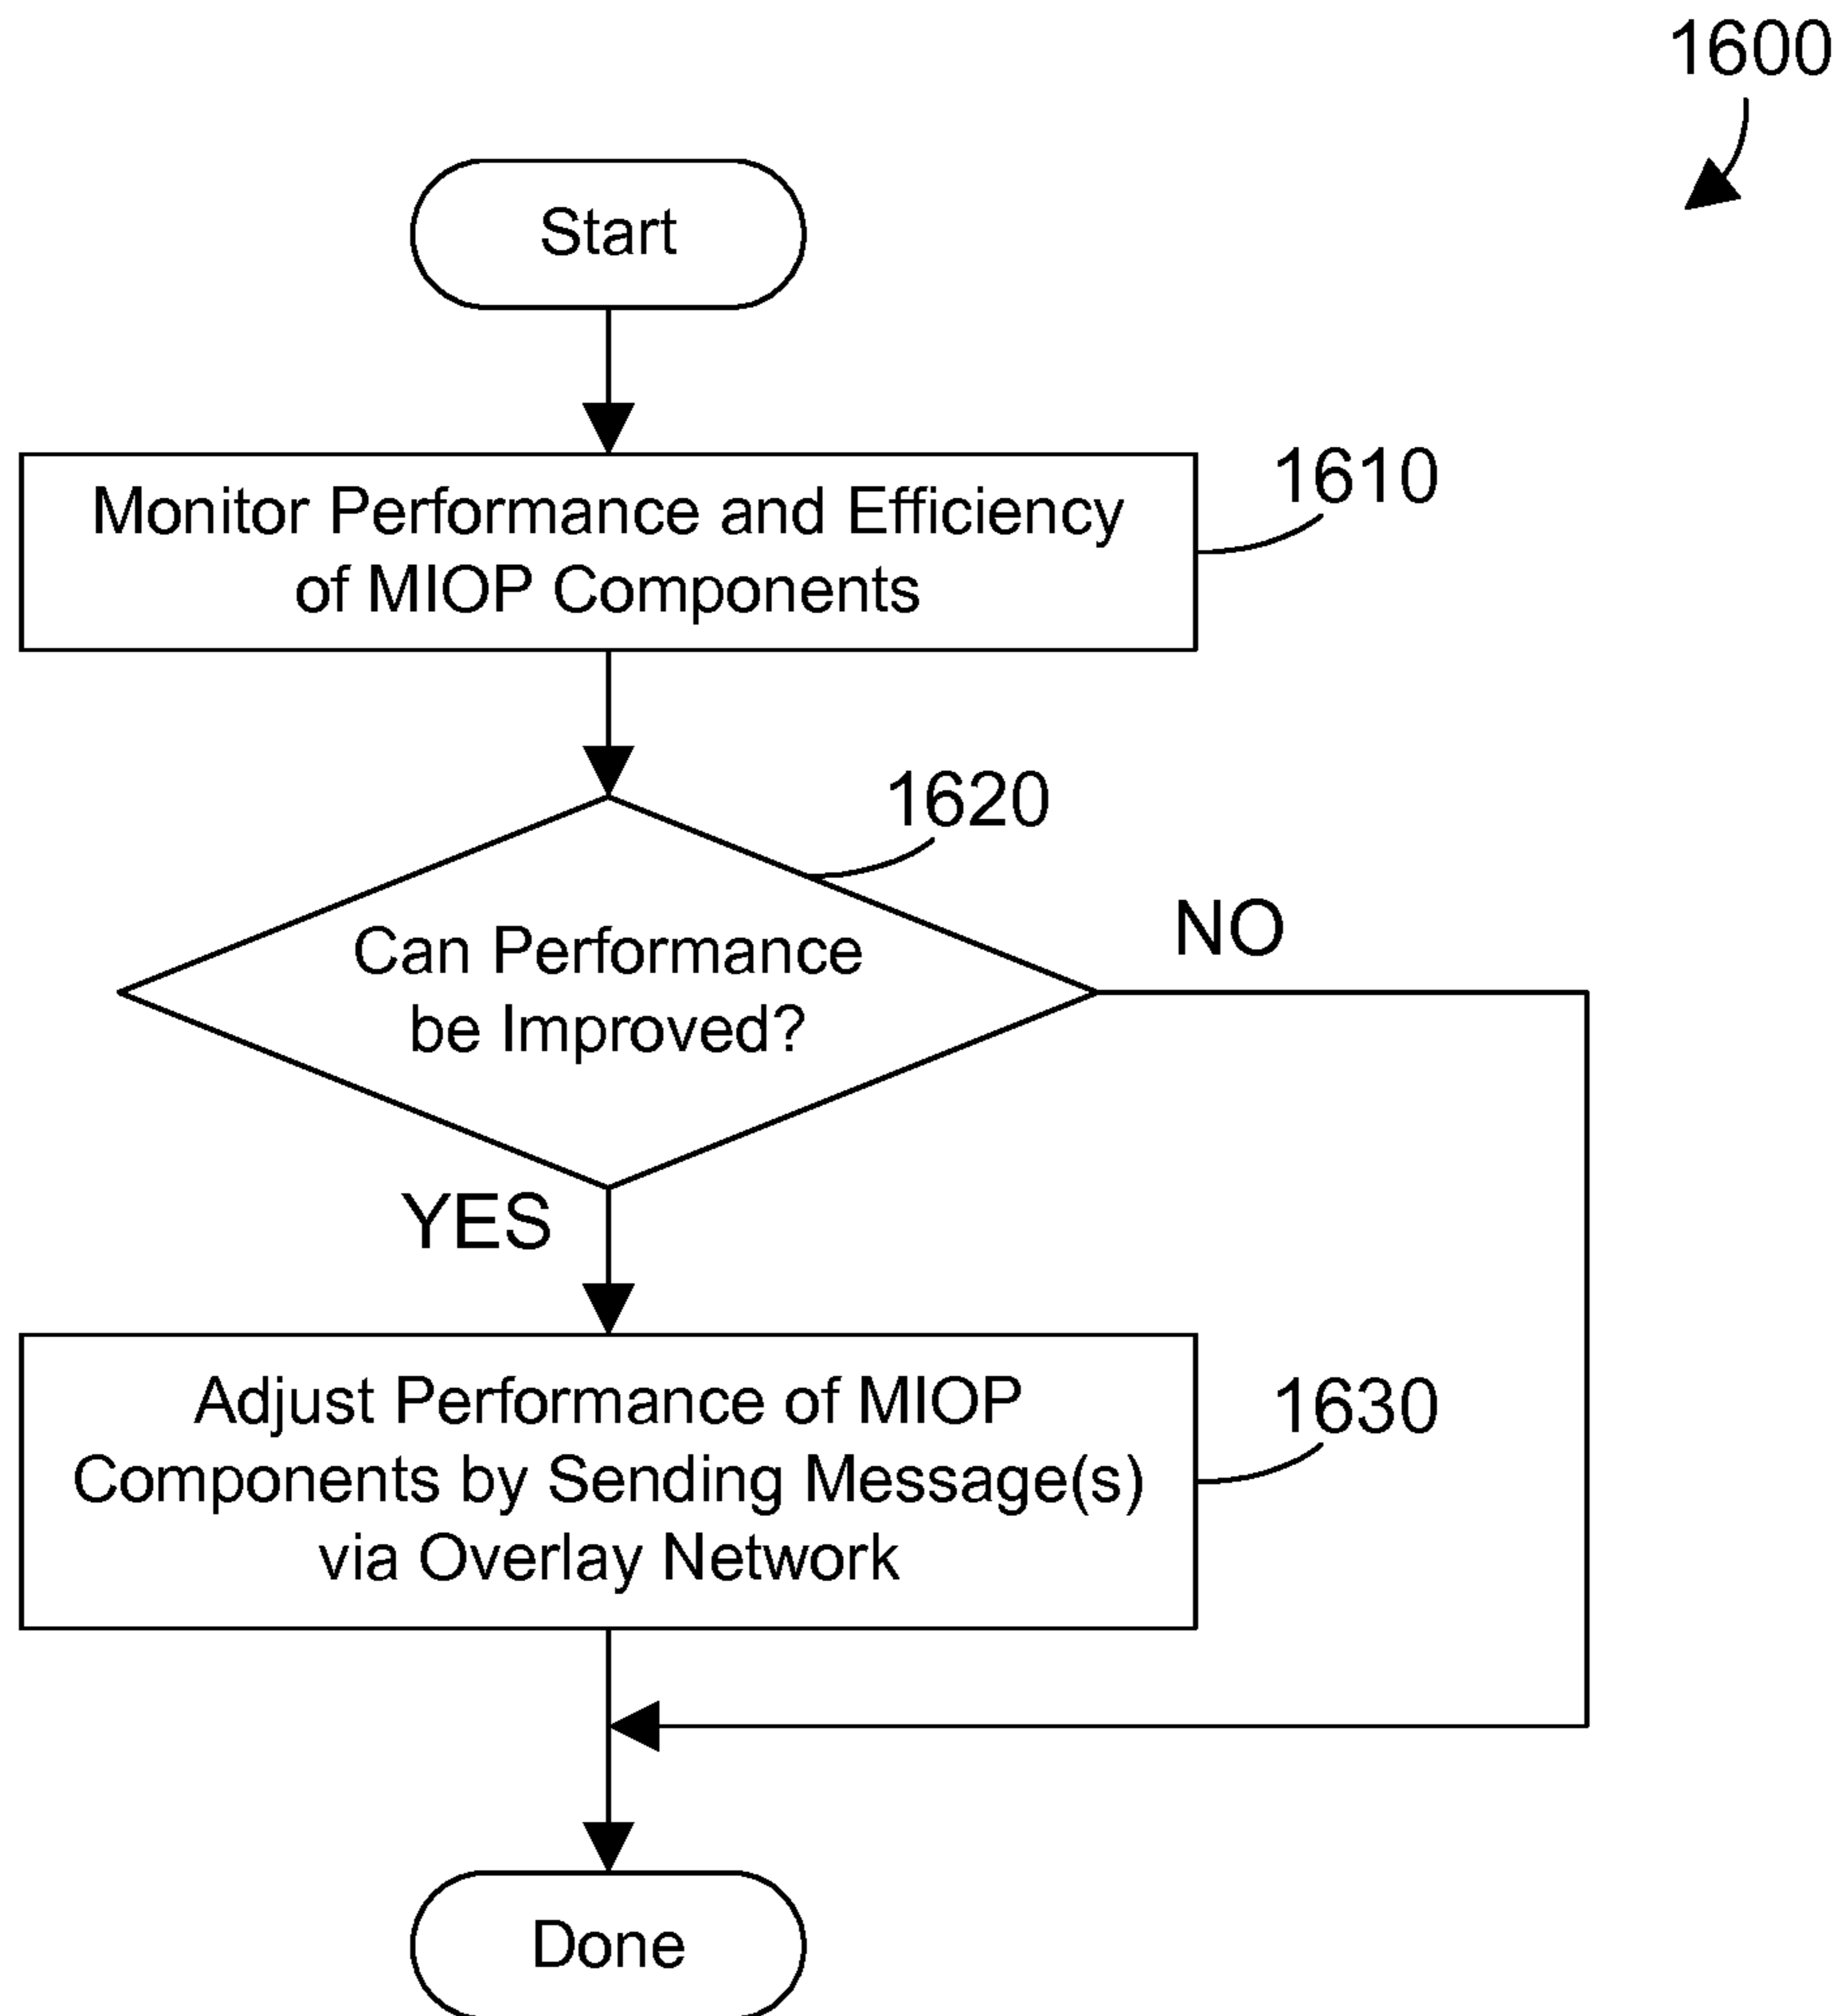 1600
Start
Monitor Performance and Efficiency
of MIOP Components
1610
1620
Can Performance
be Improved?
NO
YES
Adjust Performance of MIOP
Components by Sending Message(s)
via Overlay Network
1630
Done